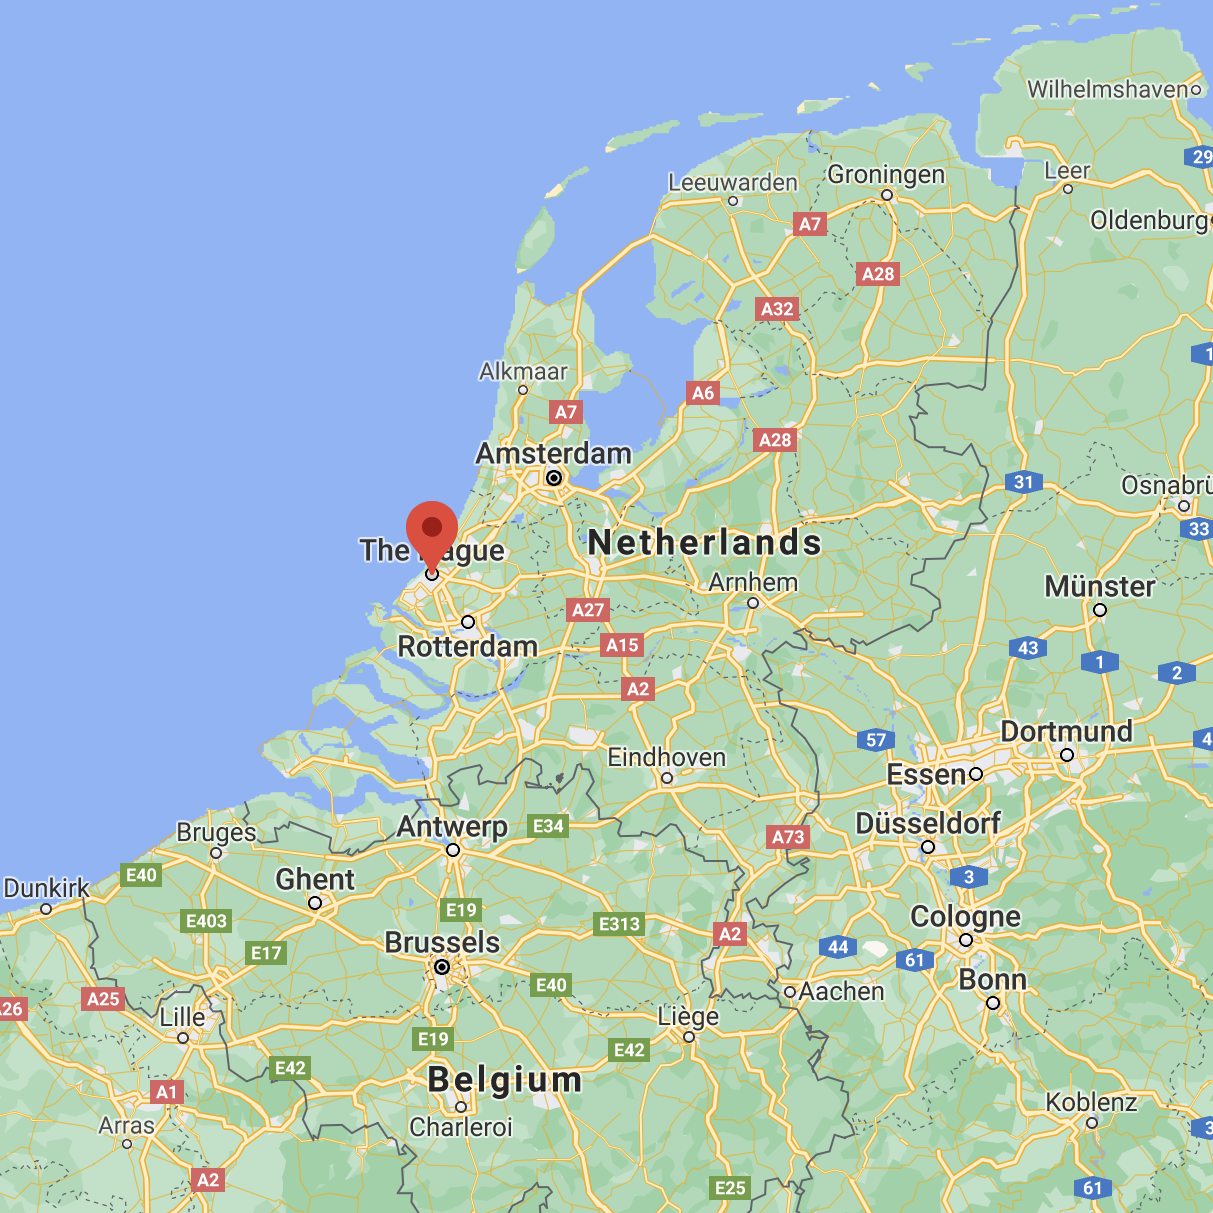 Wilhelmshaven
29
Leer
Leeuwarden
Groningen
Oldenburg
A7
A28
A32
1
Alkmaar
A7
A6
A28
Amsterdam
31
Osnabrü
33
The ague
Netherlands
Arnhem
Münster
A27
Rotterdam
A15
43
1
2
A2
57
Dortmund
4
Eindhoven
Essen
Bruges
Antwerp
E34
A73
Düsseldorf
E40
3
Dunkirk
Ghent
E19
E403
E313
Cologne
Brussels
A2
44
E17
61
E40
Aachen
Bonn
A25
26
Lille
Liège
E19
E42
E42
Belgium
A1
Koblenz
Arras
Charleroi
3
A2
E25
61